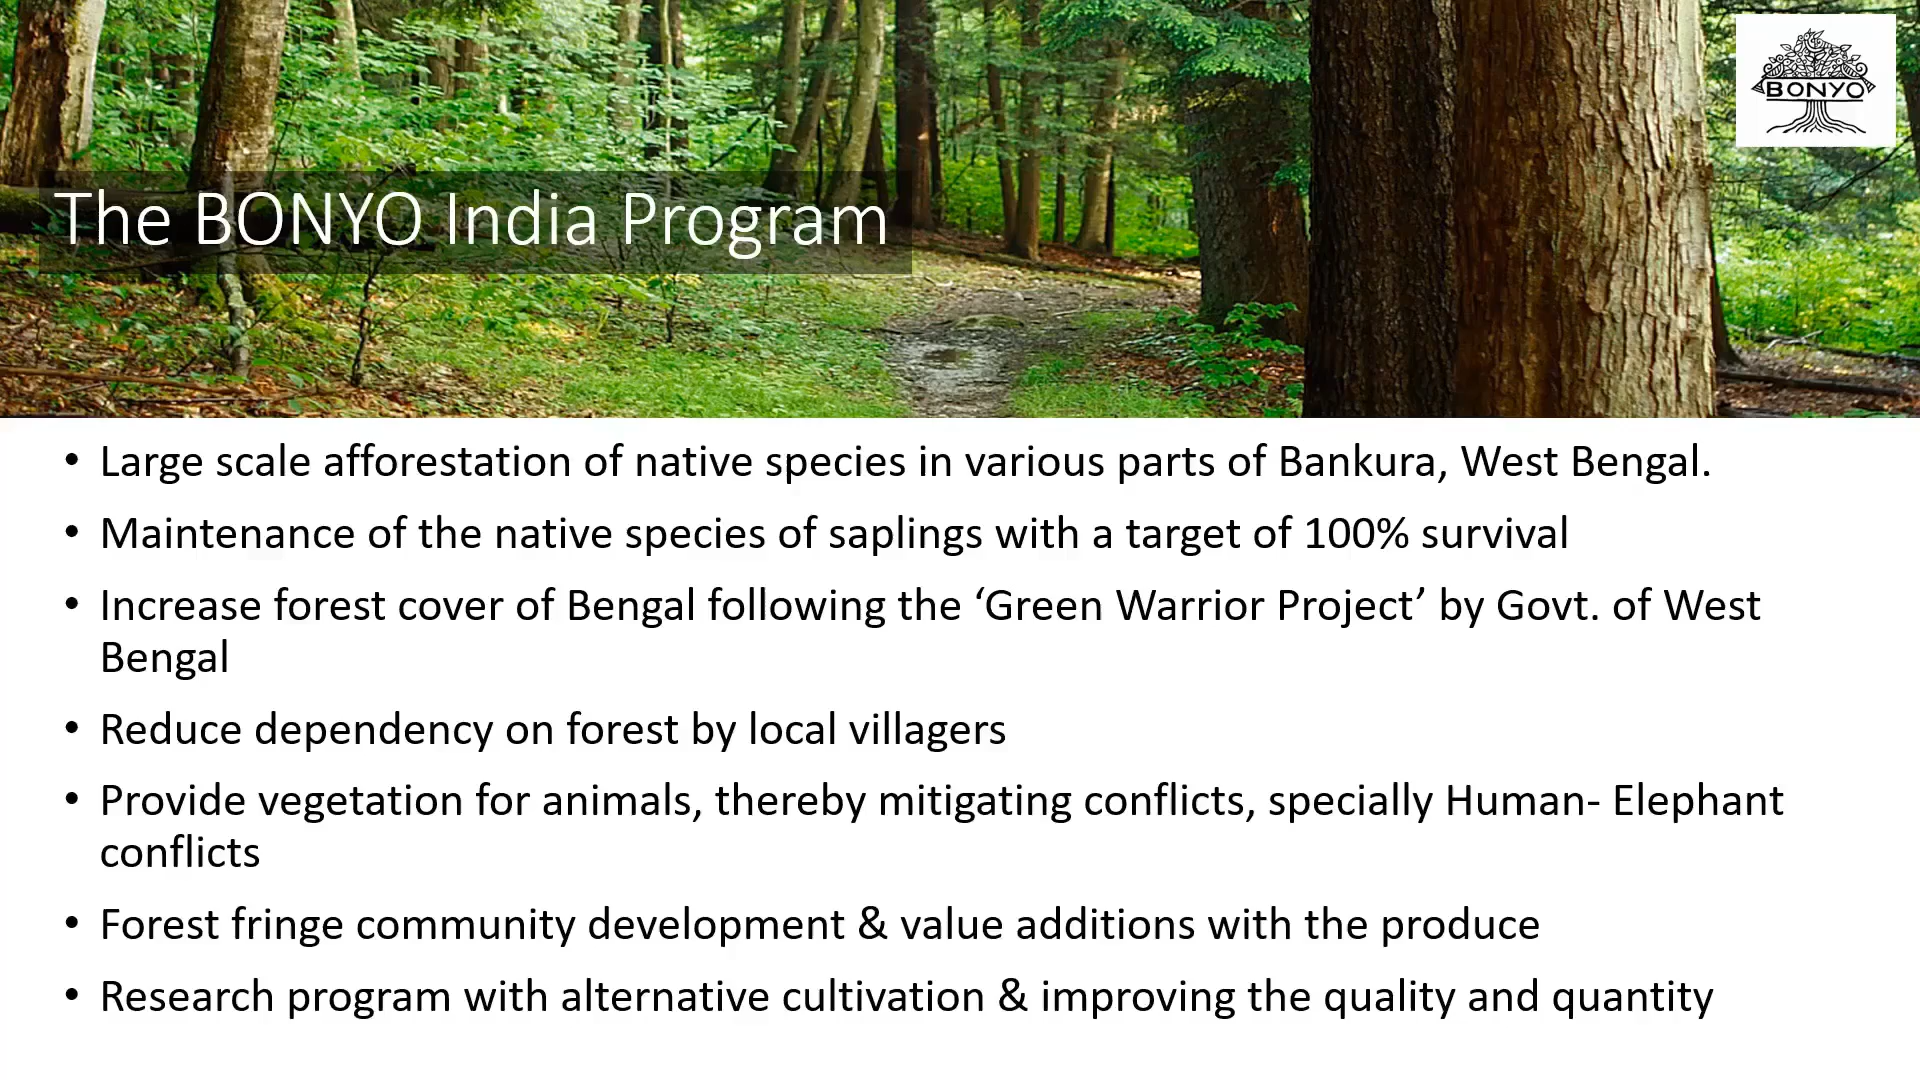 BONYO
The BONYO India Program
• Large scale afforestation of native species in various parts of Bankura, West Bengal.
• Maintenance of the native species of saplings with a target of 100% survival
• Increase forest cover of Bengal following the ‘Green Warrior Project’ by Govt. of West
Bengal
• Reduce dependency on forest by local villagers
• Provide vegetation for animals, thereby mitigating conflicts, specially Human- Elephant
conflicts
• Forest fringe community development & value additions with the produce
• Research program with alternative cultivation & improving the quality and quantity